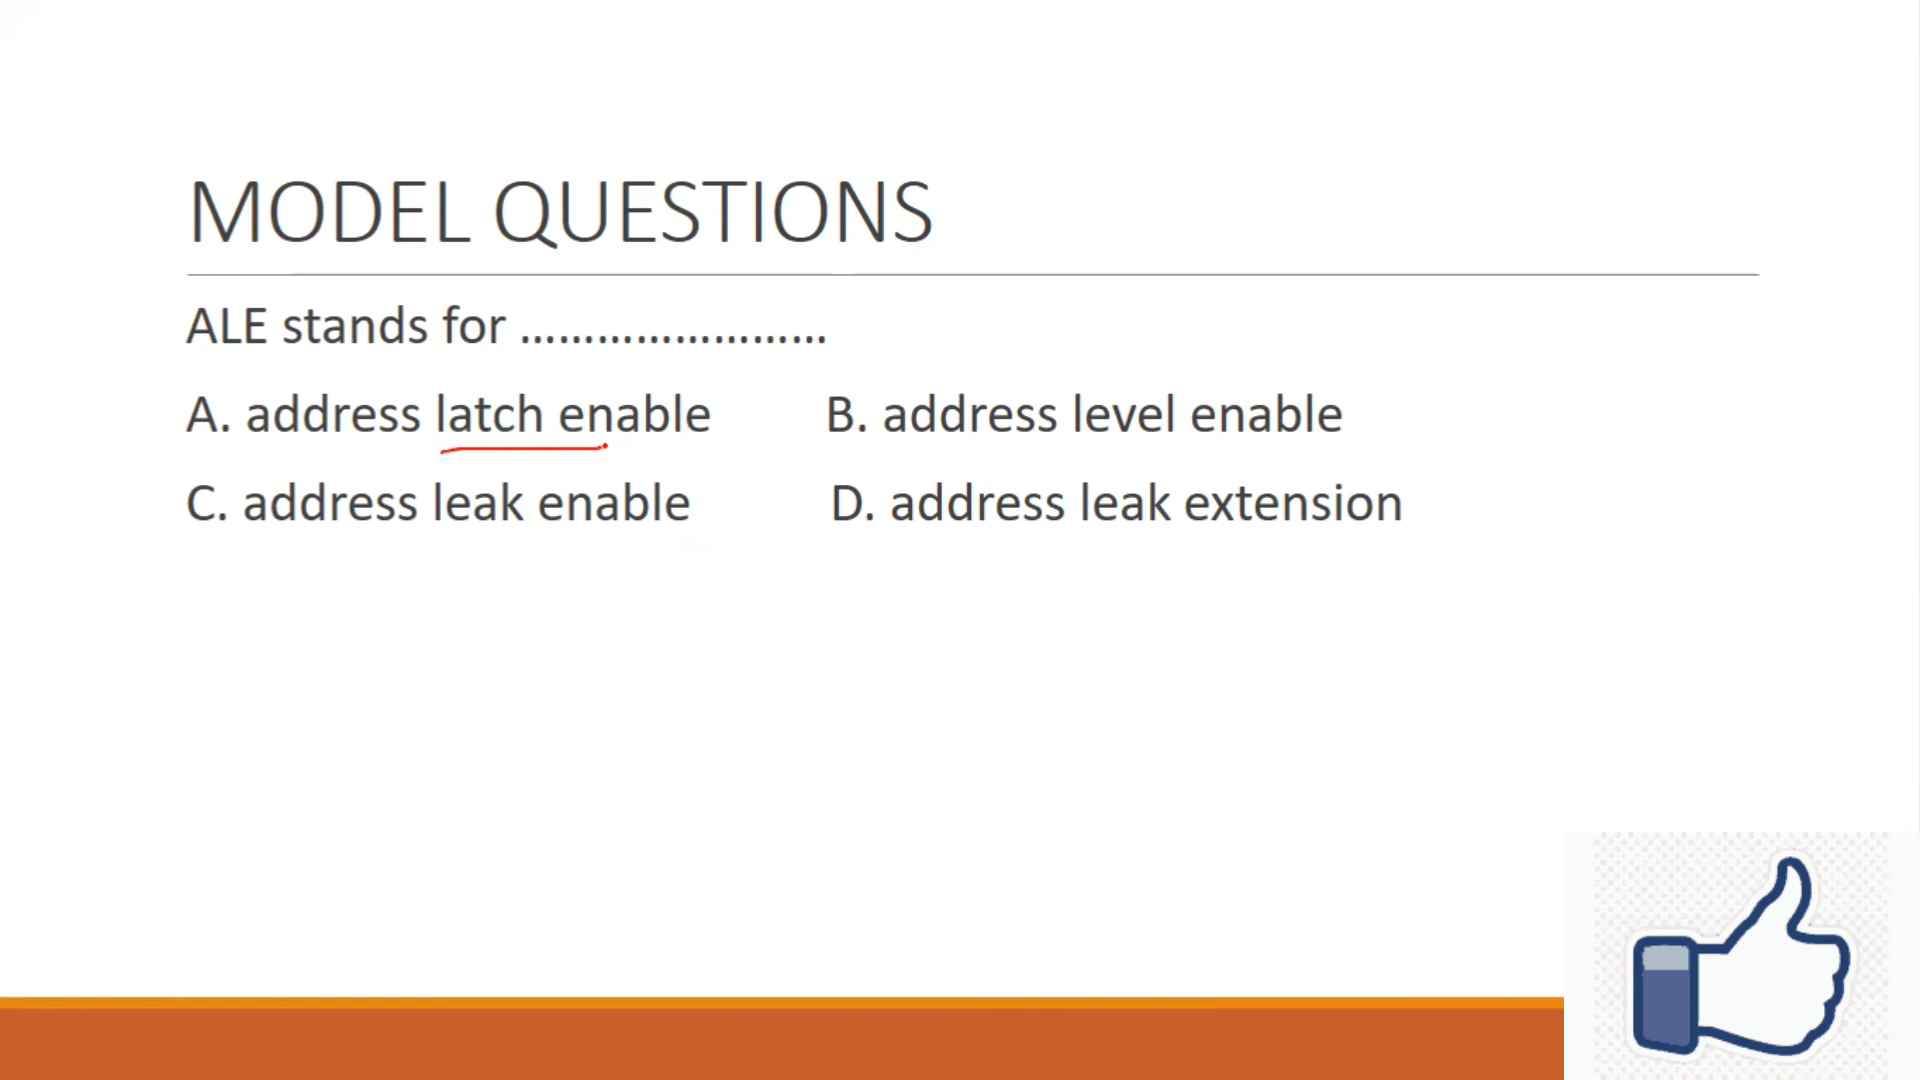 MODEL QUESTIONS
ALE stands for ........................
A. address latch enable B. address level enable
C. address leak enable D. address leak extension